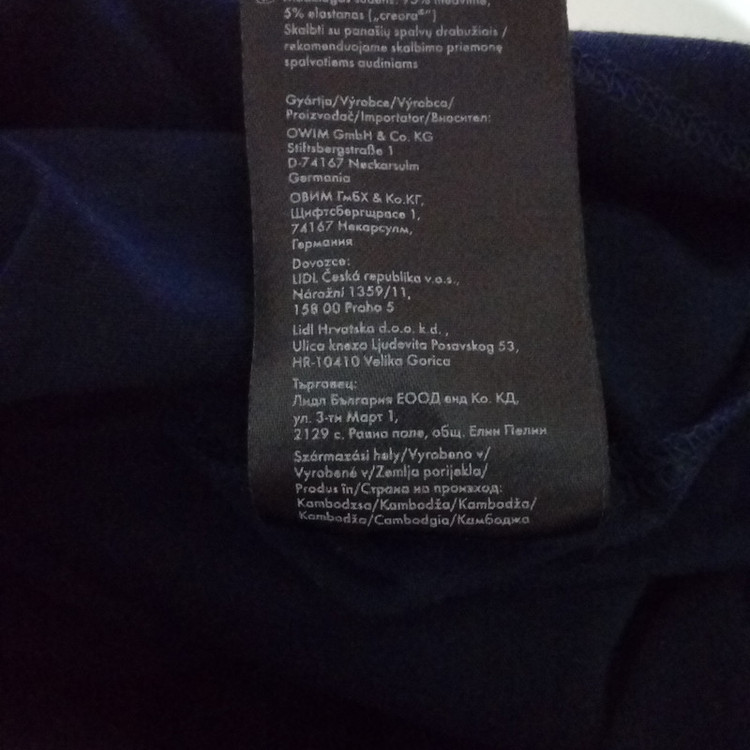 5% elastanas („creora®")
Skalbti su panašių spalvų drabužiais /
rekomenduojame skalbimo priemonę
spalvotiems audiniams
Gyártja/Výrobce/Výrobca/
Proizvođač/Importator/Вносител:
OWIM GmbH & Co. KG
Stiftsbergstraße 1
D-74167 Neckarsulm
Germania
ОВИМ ГмБХ & Ко.КГ,
Щифтсбергщрасе 1,
74167 Некарсулм,
Германия
Dovozce:
LIDL Česká republika v.o.s.,
Nárožní 1359/11,
158 00 Praha 5
Lidl Hrvatska d.o.o. k.d.,
Ulica kneza Ljudevita Posavskog 53,
HR-10410 Velika Gorica
Търговец:
Лидл България ЕООД енд Ко. КД,
ул. 3-ти Март 1,
2129 с. Равно поле, общ. Елин Пелин
Származási hely/Vyrobeno v/
Vyrobené v/Zemlja porijekla/
Produs în/Страна на произход:
Kambodzsa/Kambodža/Kambodža/
Kambodža/Cambodgia/Камбоджа